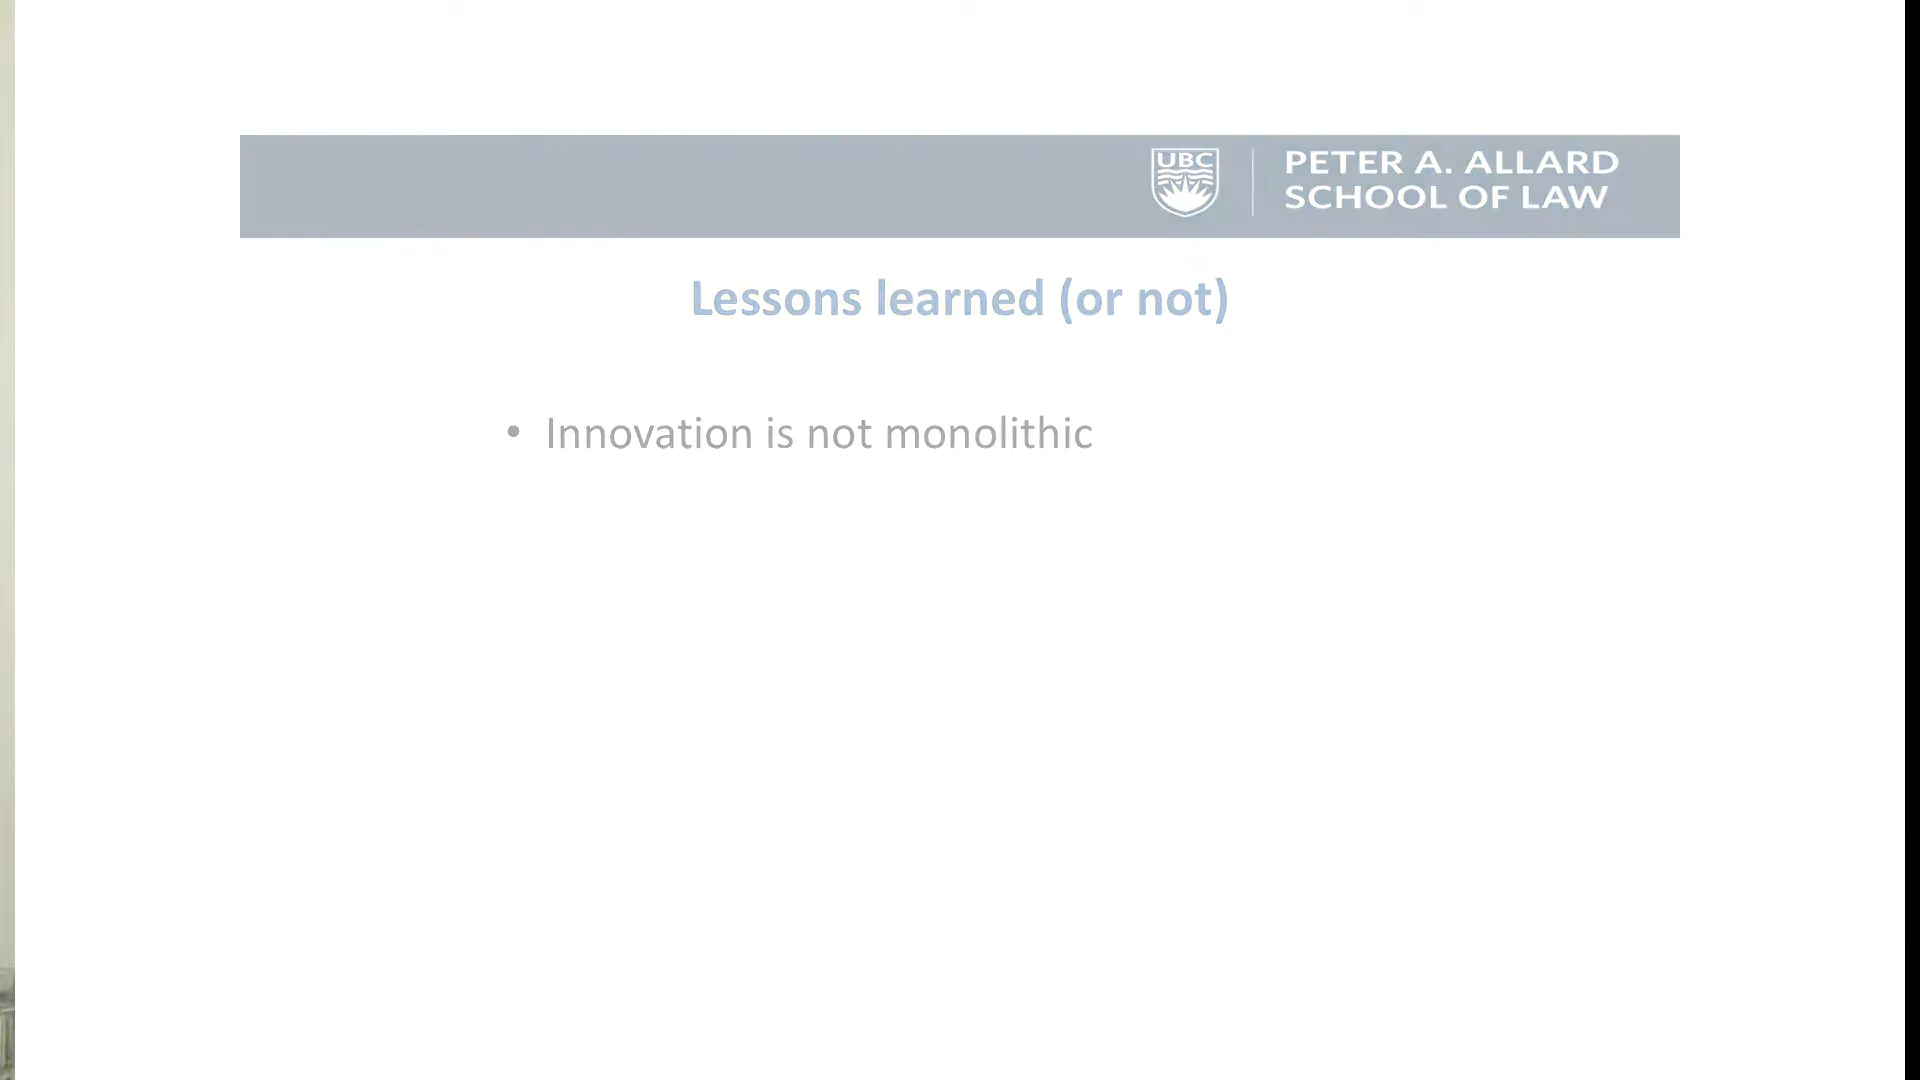 UBC
PETER A. ALLARD
SCHOOL OF LAW
Lessons learned (or not)
• Innovation is not monolithic